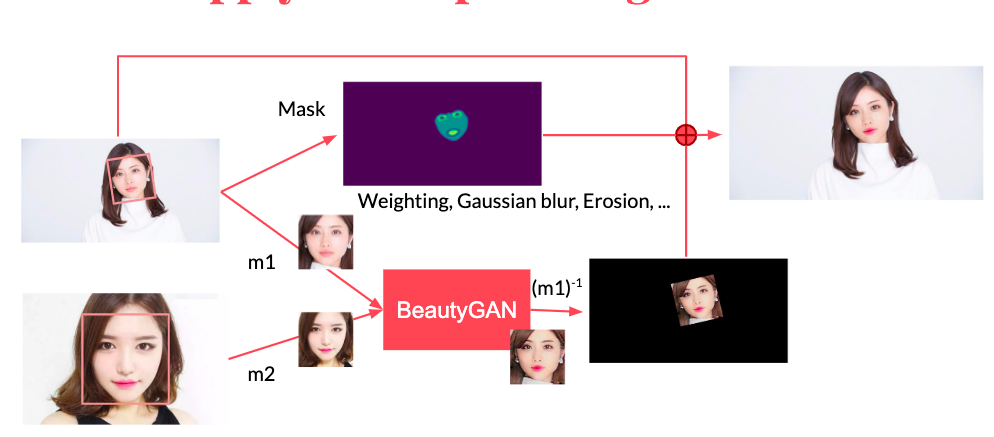 Mask
Weighting, Gaussian blur, Erosion, ...
m1
(m1)-1
BeautyGAN
m2